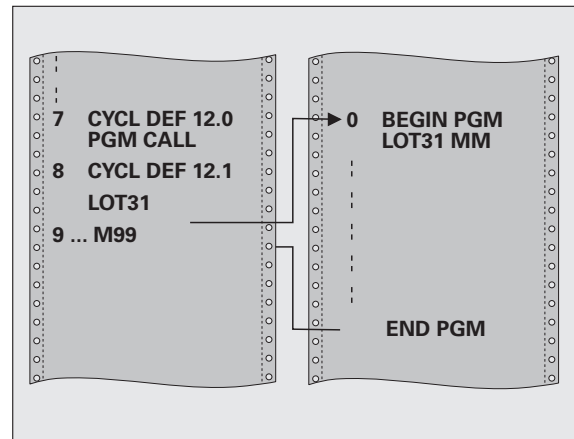 7 CYCL DEF 12.0
PGM CALL
8 CYCL DEF 12.1
LOT31
9 ... M99
0 BEGIN PGM
LOT31 MM
END PGM